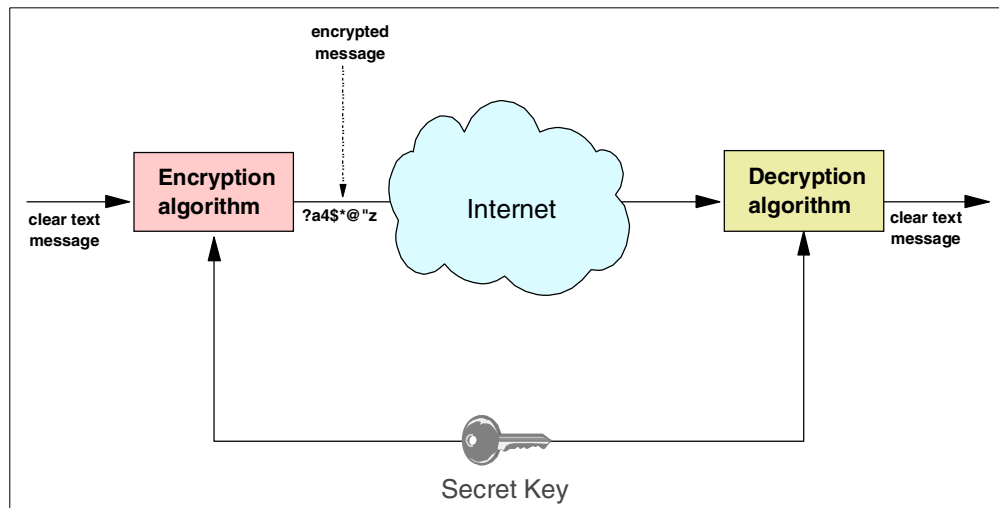 encrypted
message
Encryption
algorithm
clear text
message
?a4$*@"z
Internet
Decryption
algorithm
clear text
message
Secret Key